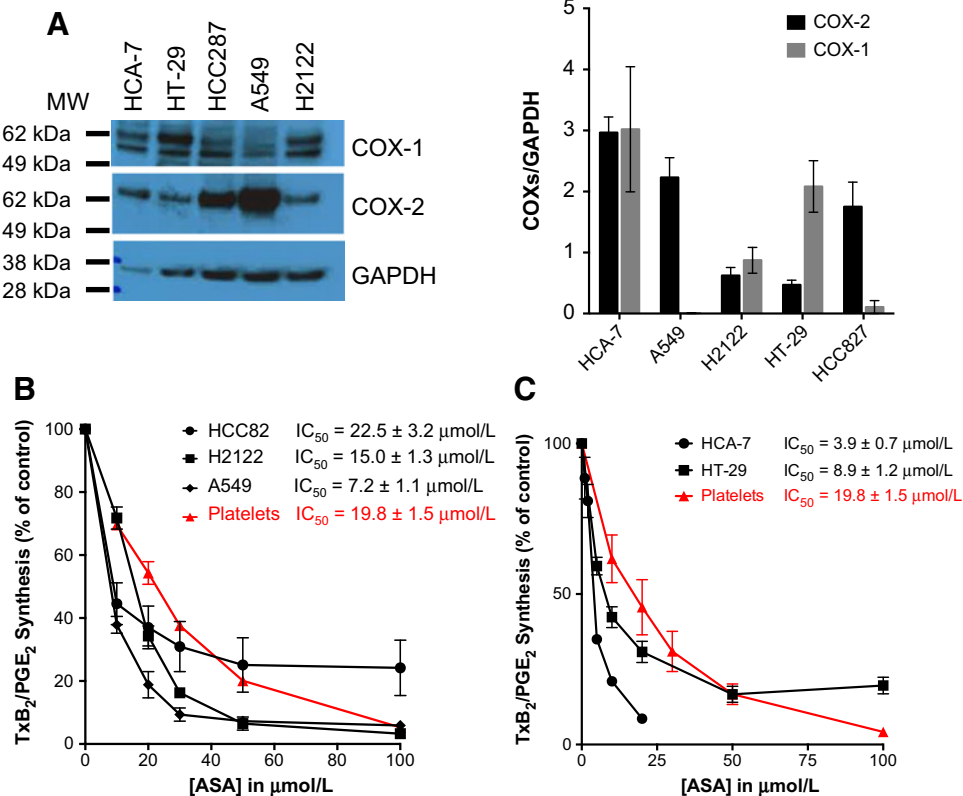 A
HCA-7
HT-29
HCC287
A549
H2122
MW
62 kDa
49 kDa
COX-1
62 kDa
49 kDa
COX-2
38 kDa
28 kDa
GAPDH
COXs/GAPDH
5
4
3
2
1
0
COX-2
COX-1
HCA-7
A549
H2122
HT-29
HCC827
B
TxB2/PGE2 Synthesis (% of control)
100
80
60
40
20
0
HCC82 IC50 = 22.5 ± 3.2 μmol/L
H2122 IC50 = 15.0 ± 1.3 μmol/L
A549 IC50 = 7.2 ± 1.1 μmol/L
Platelets IC50 = 19.8 ± 1.5 μmol/L
0 20 40 60 80 100
[ASA] in μmol/L
C
TxB2/PGE2 Synthesis (% of control)
100
50
0
HCA-7 IC50 = 3.9 ± 0.7 μmol/L
HT-29 IC50 = 8.9 ± 1.2 μmol/L
Platelets IC50 = 19.8 ± 1.5 μmol/L
0 25 50 75 100
[ASA] in μmol/L